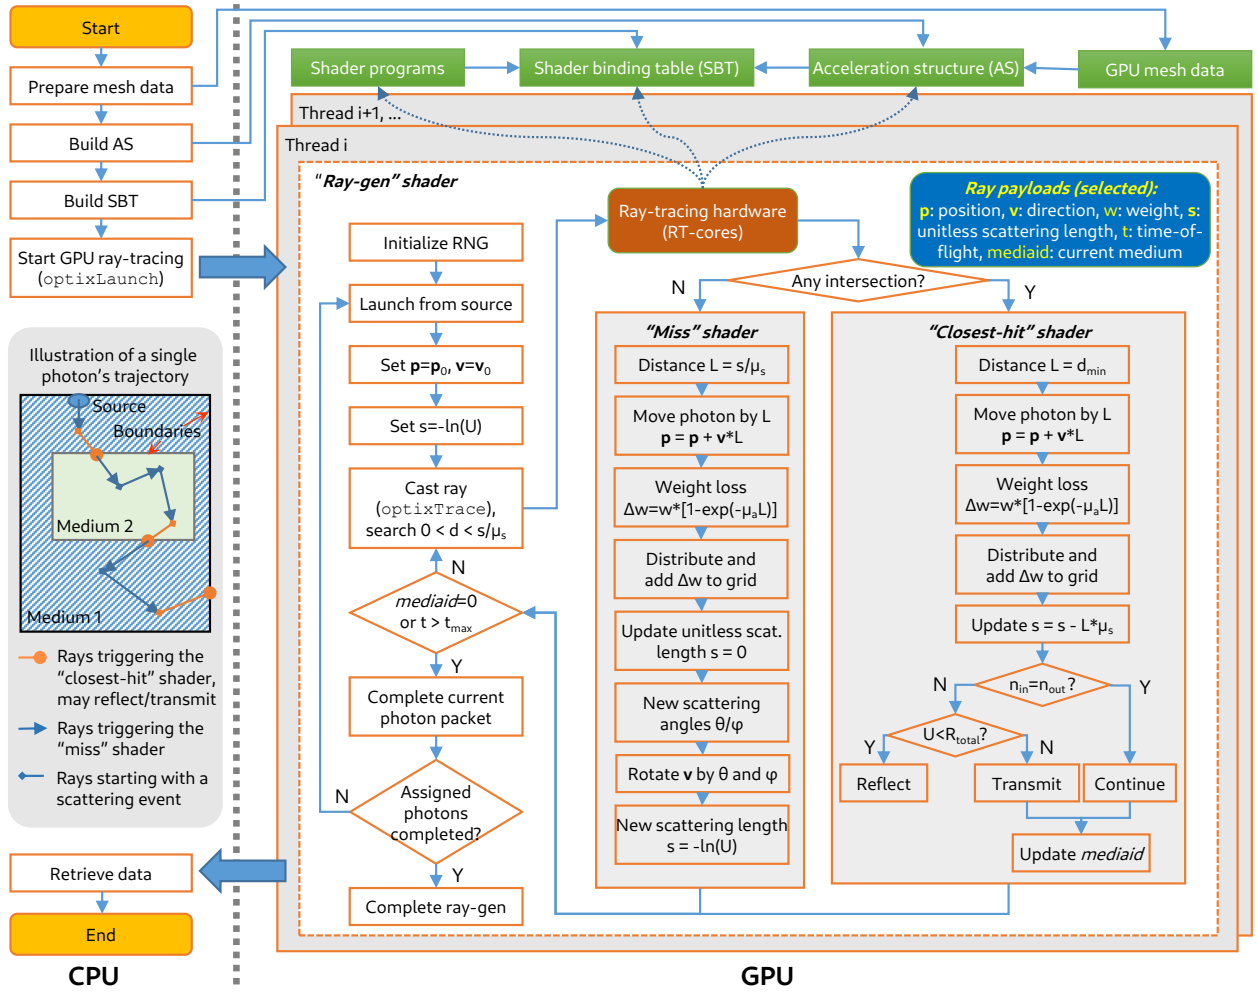 Start
Prepare mesh data
Build AS
Build SBT
Start GPU ray-tracing
(optixLaunch)
Illustration of a single
photon's trajectory
Source
Boundaries
Medium 2
Medium 1
Rays triggering the
"closest-hit" shader,
may reflect/transmit
Rays triggering the
"miss" shader
Rays starting with a
scattering event
Retrieve data
End
CPU
Shader programs
Shader binding table (SBT)
Acceleration structure (AS)
GPU mesh data
Thread i+1, ...
Thread i
"Ray-gen" shader
Initialize RNG
Launch from source
Set p=p₀, v=v₀
Set s=-ln(U)
Cast ray
(optixTrace),
search 0 < d < s/μₛ
N
mediaid=0
or t > tₘₐₓ
Y
Complete current
photon packet
N
Assigned
photons
completed?
Y
Complete ray-gen
Ray-tracing hardware
(RT-cores)
Ray payloads (selected):
p: position, v: direction, w: weight, s:
unitless scattering length, t: time-of-
flight, mediaid: current medium
Any intersection?
N
Y
"Miss" shader
Distance L = s/μₛ
Move photon by L
p = p + v*L
Weight loss
Δw=w*[1-exp(-μₐL)]
Distribute and
add Δw to grid
Update unitless scat.
length s = 0
New scattering
angles θ/φ
Rotate v by θ and φ
New scattering length
s = -ln(U)
"Closest-hit" shader
Distance L = dₘᵢₙ
Move photon by L
p = p + v*L
Weight loss
Δw=w*[1-exp(-μₐL)]
Distribute and
add Δw to grid
Update s = s - L*μₛ
nᵢₙ=nₒᵤₜ?
N
Y
U<Rₜₒₜₐₗ?
Y
N
Reflect
Transmit
Continue
Update mediaid
GPU